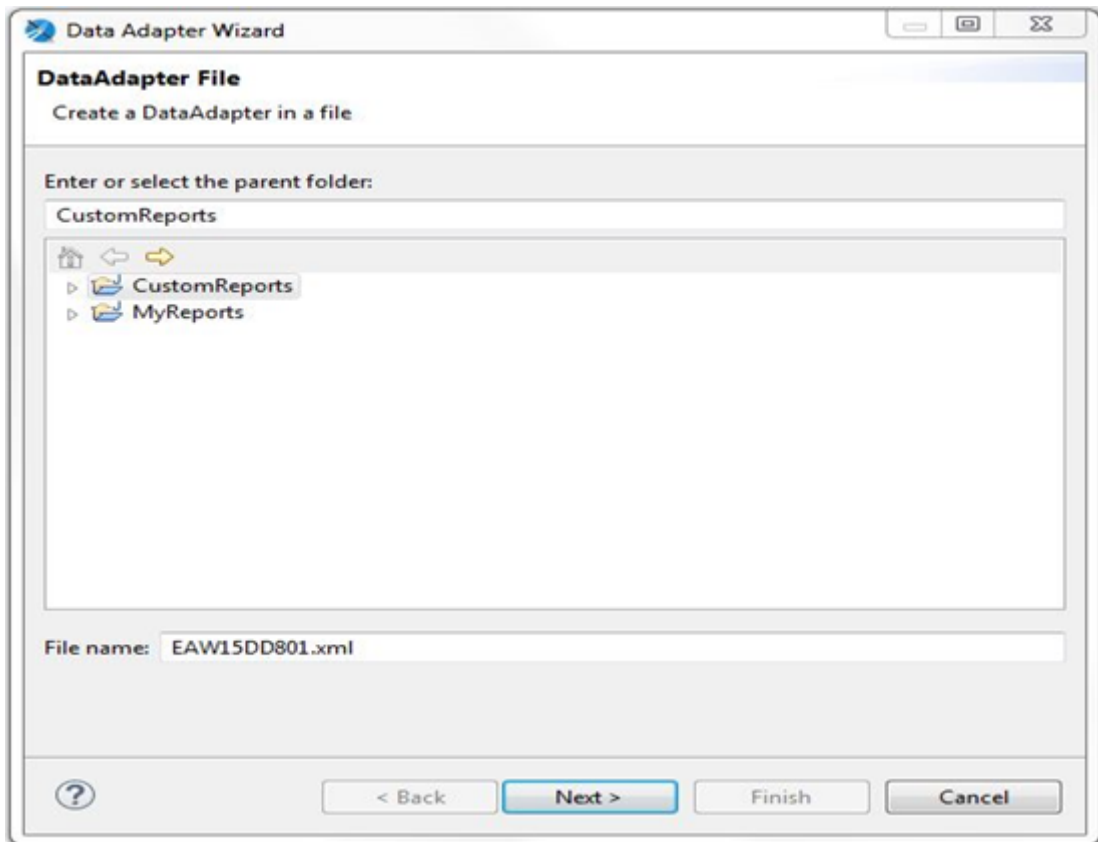 Data Adapter Wizard
DataAdapter File
Create a DataAdapter in a file
Enter or select the parent folder:
CustomReports
CustomReports
MyReports
File name: EAW15DD801.xml
? < Back Next > Finish Cancel